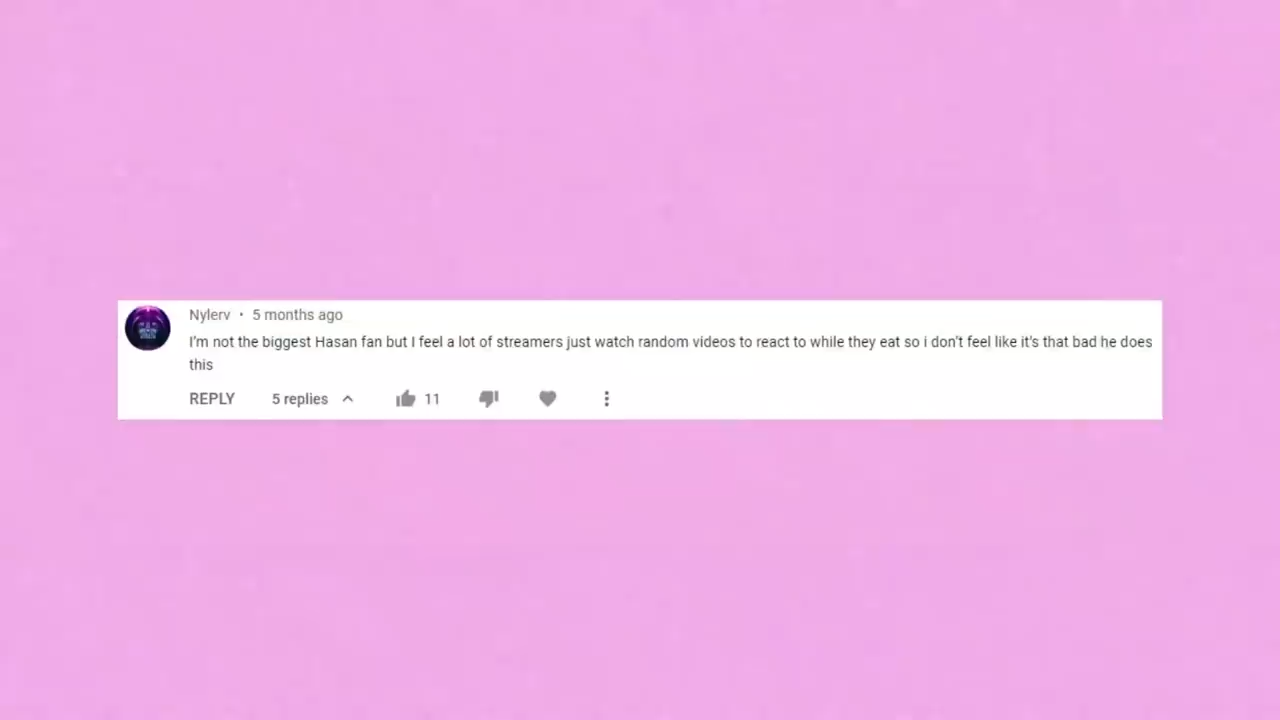 Nylerv • 5 months ago
I'm not the biggest Hasan fan but I feel a lot of streamers just watch random videos to react to while they eat so i don't feel like it's that bad he does
this
REPLY 5 replies 11